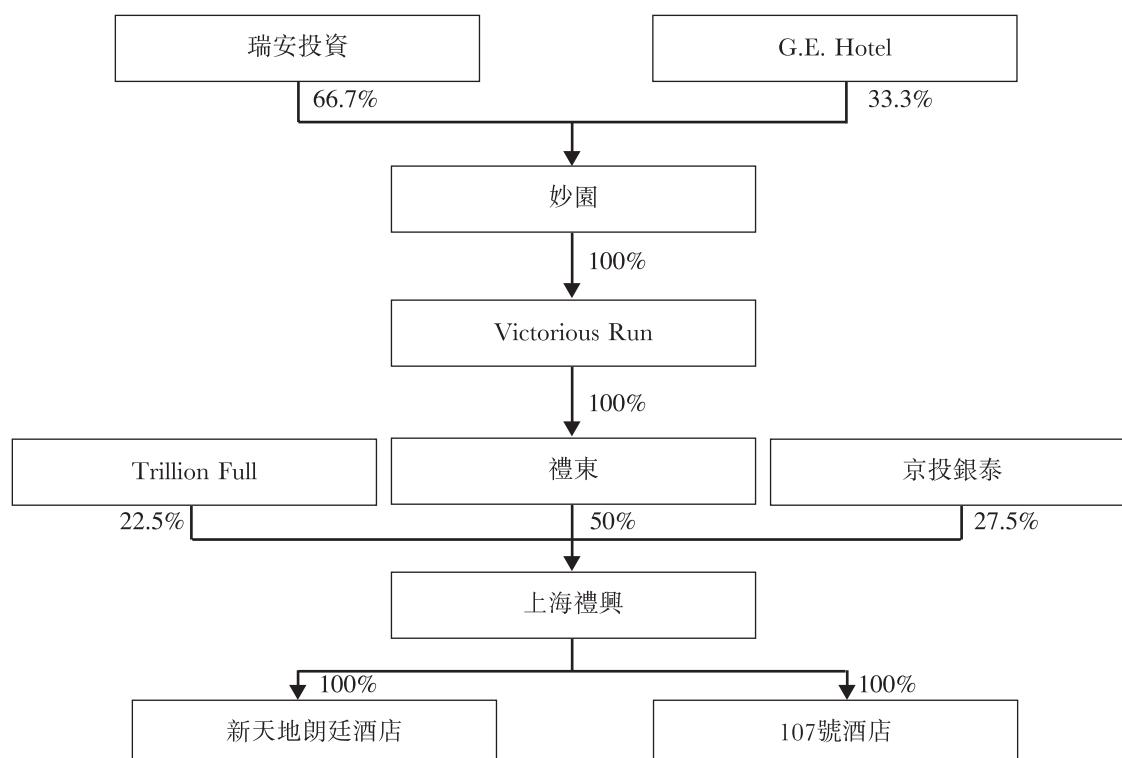 瑞安投資
G.E. Hotel
66.7%
33.3%
妙園
100%
Victorious Run
100%
Trillion Full
禮東
京投銀泰
22.5%
50%
27.5%
上海禮興
100%
100%
新天地朗廷酒店
107號酒店